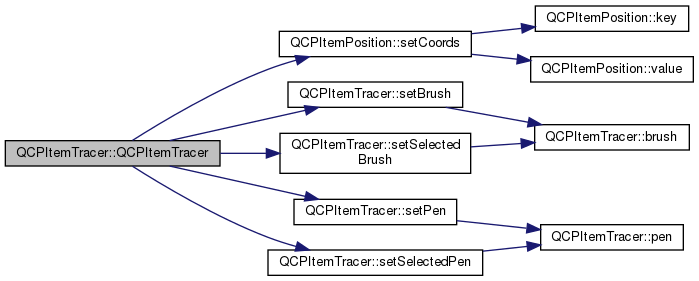 QCPItemTracer::QCPItemTracer
QCPItemPosition::setCoords
QCPItemPosition::key
QCPItemPosition::value
QCPItemTracer::setBrush
QCPItemTracer::setSelected
Brush
QCPItemTracer::brush
QCPItemTracer::setPen
QCPItemTracer::setSelectedPen
QCPItemTracer::pen